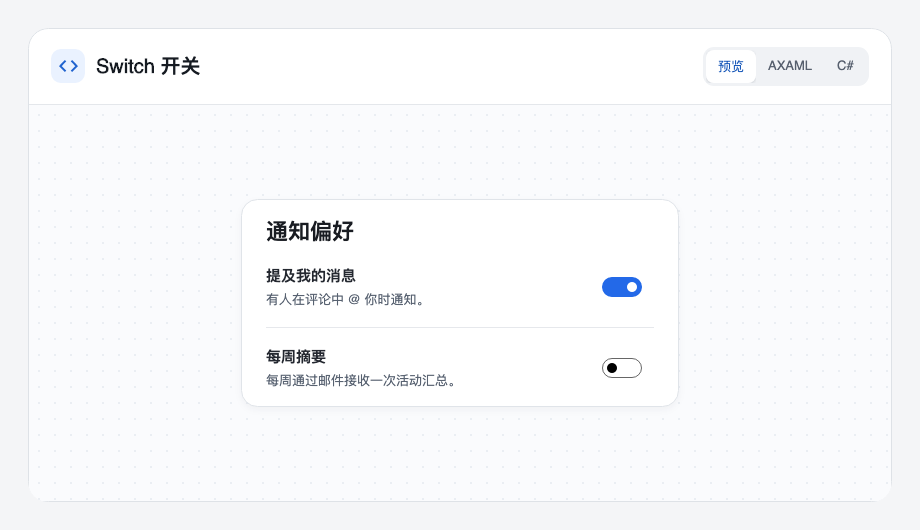 Switch 开关
预览 AXAML C#
通知偏好
提及我的消息
有人在评论中 @ 你时通知。
每周摘要
每周通过邮件接收一次活动汇总。